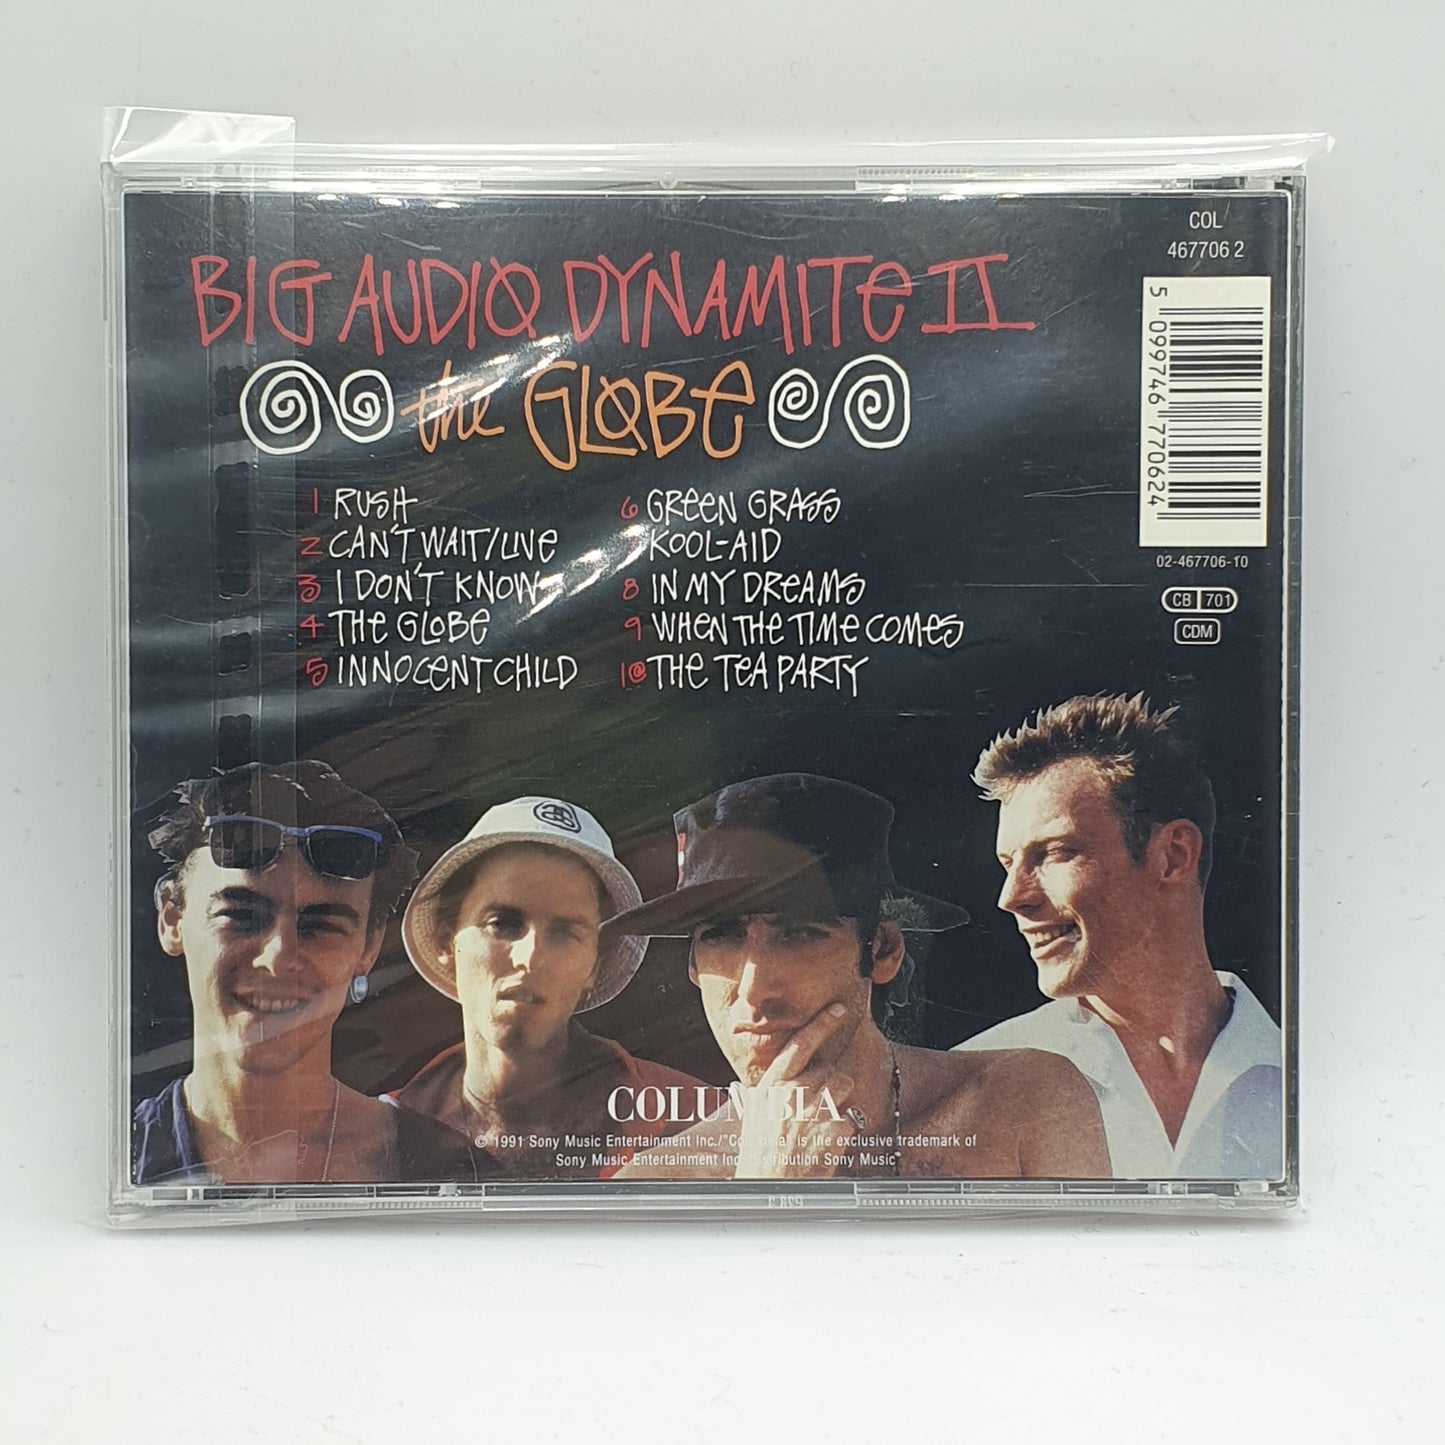 COL
467706 2
BIG AUDIO DYNAMITE II
the GLOBE
1 RUSH
2 CAN'T WAIT/LIVE
3 I DON'T KNOW
4 THE GLOBE
5 INNOCENT CHILD
6 GREEN GRASS
7 KOOL-AID
8 IN MY DREAMS
9 WHEN THE TIME COMES
10 THE TEA PARTY
5 099746 770624
02-467706-10
CB 701
CDM
COLUMBIA
© 1991 Sony Music Entertainment Inc./"Columbia" is the exclusive trademark of
Sony Music Entertainment Inc. Distribution Sony Music